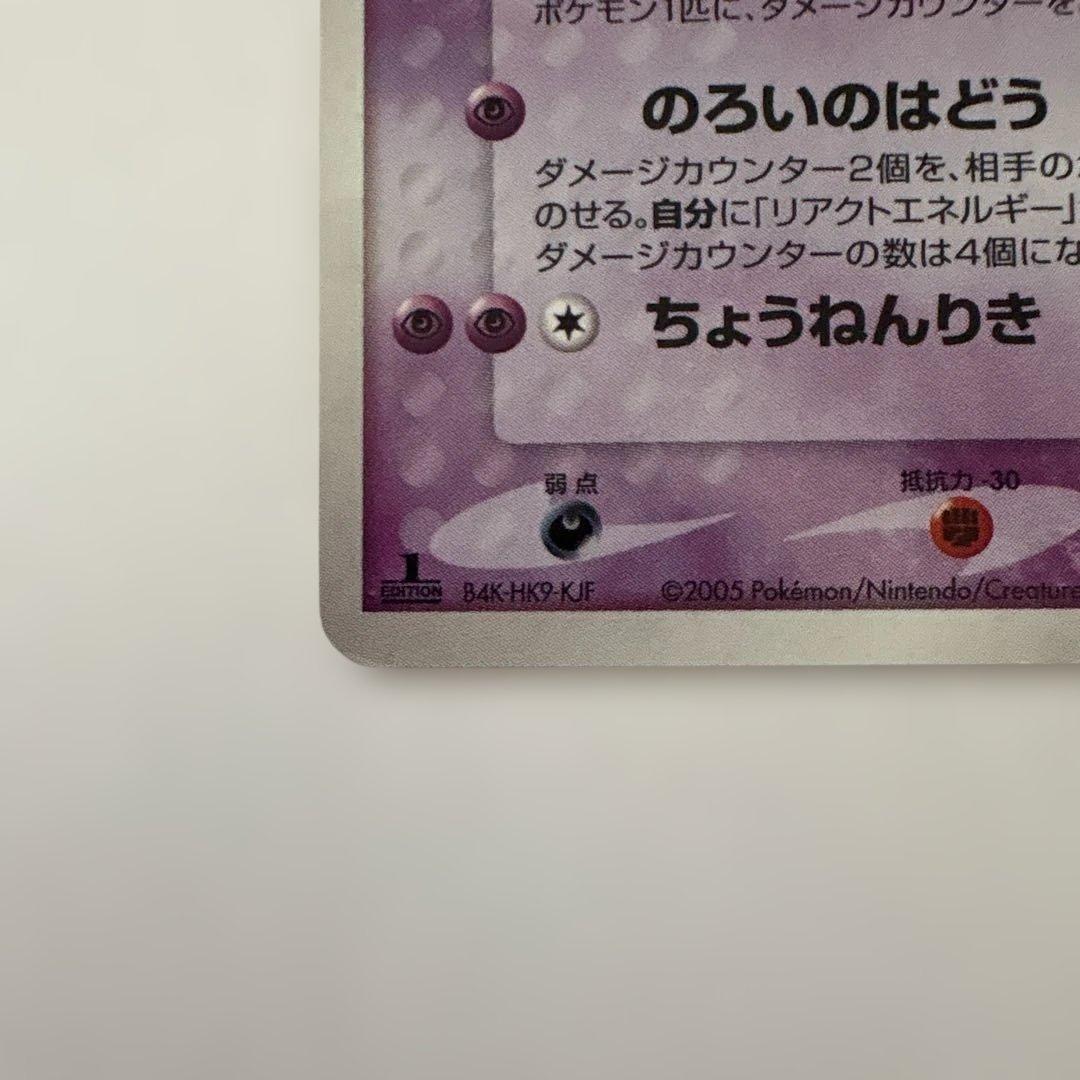 ポケモン1匹に、ダメージカウンターを
のろいのはどう
ダメージカウンター2個を、相手の
のせる。自分に「リアクトエネルギー」
ダメージカウンターの数は4個にな
ちょうねんりき
弱点
抵抗力 -30
1
EDITION
B4K-HK9-KJF
©2005 Pokémon/Nintendo/Creature